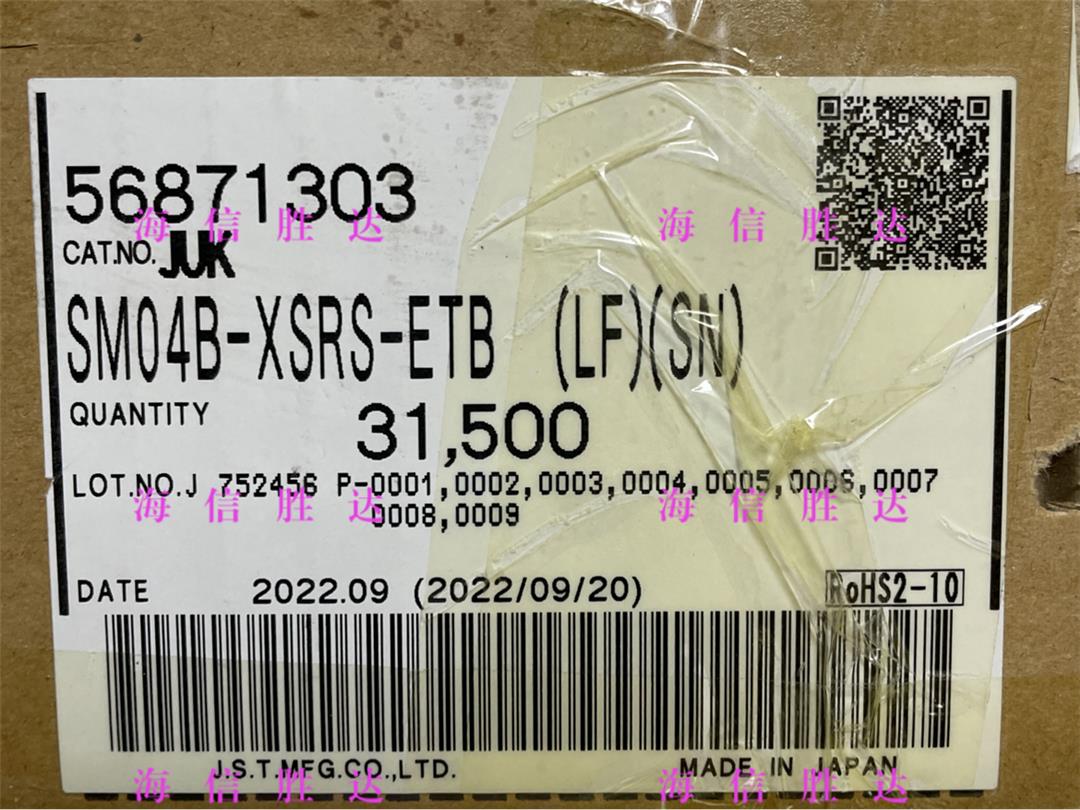 56871303
海信胜达 海信胜达
CAT.NO. JUK
SM04B-XSRS-ETB (LF)(SN)
QUANTITY 31,500
LOT.NO.J 752456 P-0001,0002,0003,0004,0005,0006,0007
海信胜达 海信胜达
0008,0009
DATE 2022.09 (2022/09/20) RoHS2-10
J.S.T.MFG.CO.,LTD. MADE IN JAPAN
海信胜达 海信胜达